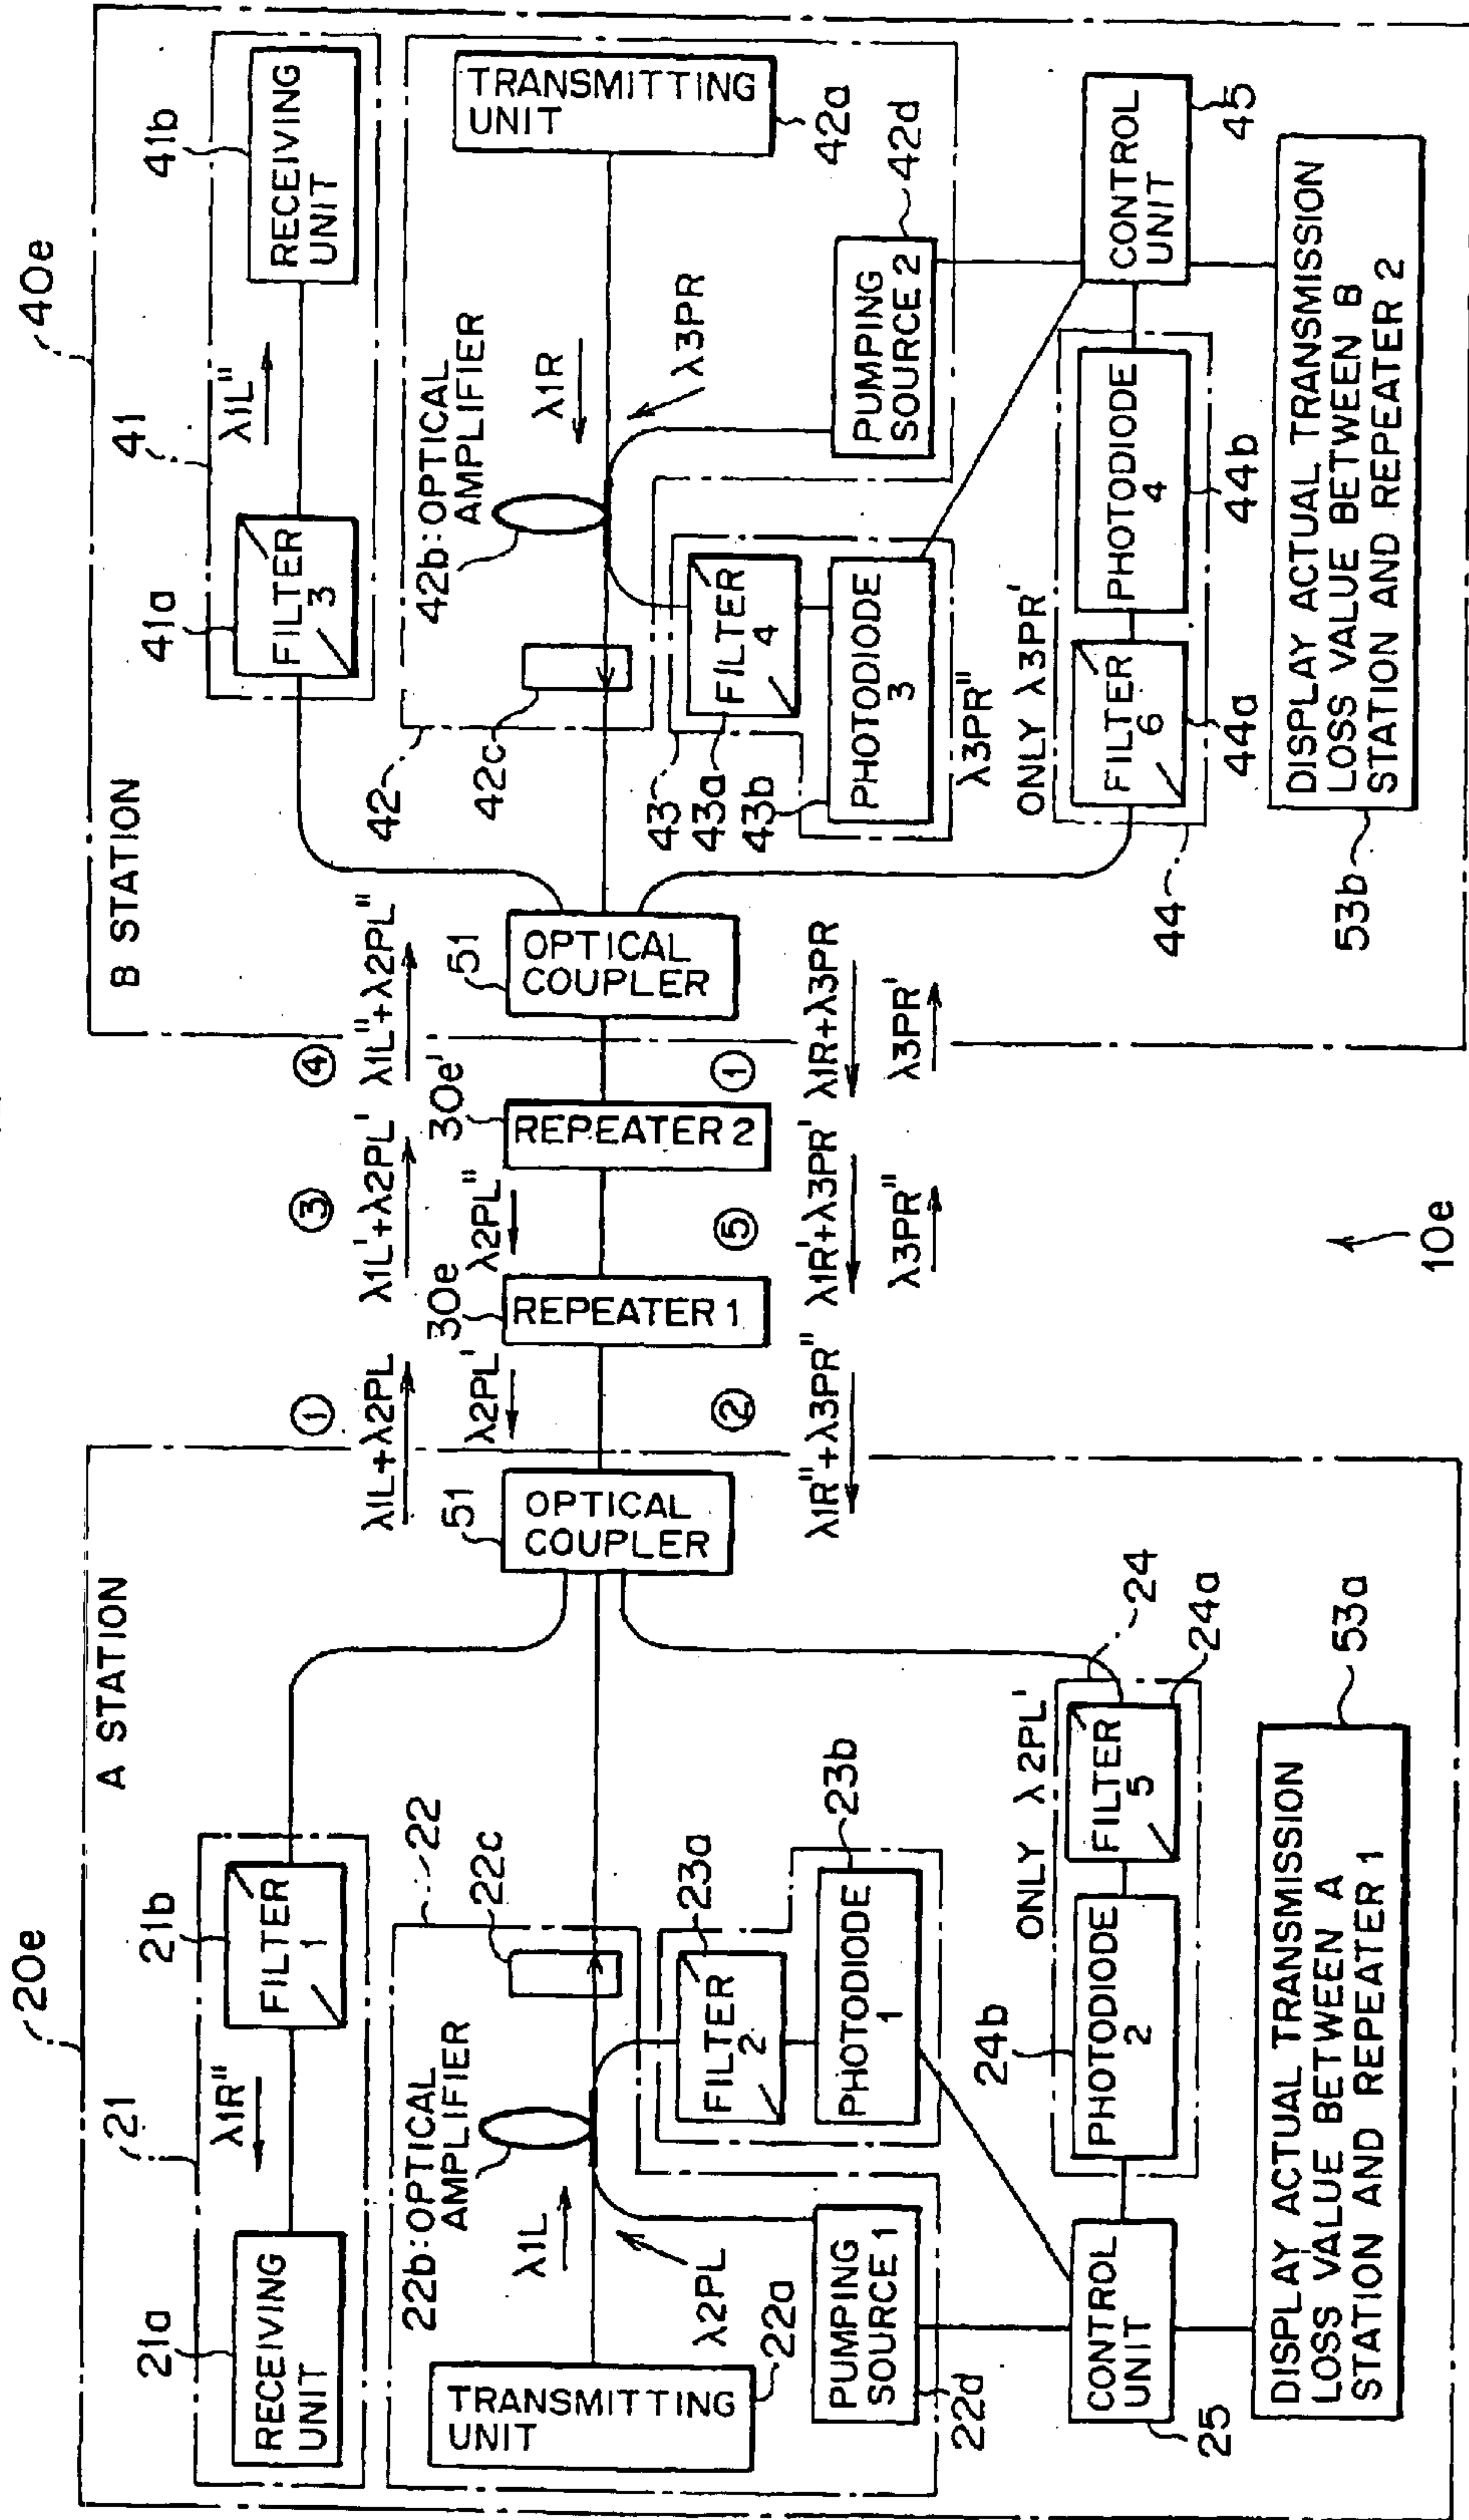 20e
A STATION
21
21a
RECEIVING
UNIT
λ1R"
21b
FILTER
1
22b:OPTICAL
AMPLIFIER
22
22c
TRANSMITTING
UNIT
22a
λ1L
λ2PL
PUMPING
SOURCE 1
22d
FILTER
2
23a
PHOTODIODE
1
23b
CONTROL
UNIT
25
24b
PHOTODIODE
2
ONLY λ2PL'
FILTER
5
24
24a
DISPLAY ACTUAL TRANSMISSION
LOSS VALUE BETWEEN A
STATION AND REPEATER 1
53a
51
OPTICAL
COUPLER
①
λ1L+λ2PL
λ2PL'
②
λ1R"+λ3PR"
30e
REPEATER 1
③
λ1L'+λ2PL'
λ2PL"
⑤
λ1R'+λ3PR'
λ3PR"
30e'
REPEATER 2
④
λ1L"+λ2PL"
①
λ1R+λ3PR
λ3PR'
10e
40e
B STATION
51
OPTICAL
COUPLER
41
41a
FILTER
3
λ1L"
41b
RECEIVING
UNIT
42
42c
42b:OPTICAL
AMPLIFIER
λ1R
λ3PR
TRANSMITTING
UNIT
42a
PUMPING
SOURCE 2
42d
43
43a
43b
FILTER
4
PHOTODIODE
3
λ3PR"
ONLY λ3PR'
44
FILTER
6
44a
PHOTODIODE
4
44b
CONTROL
UNIT
45
DISPLAY ACTUAL TRANSMISSION
LOSS VALUE BETWEEN B
STATION AND REPEATER 2
53b